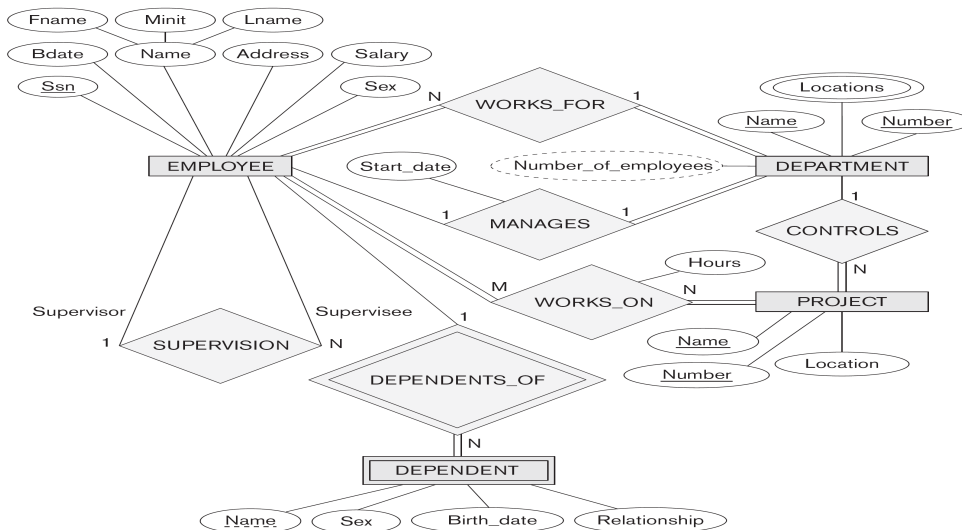 Fname Minit Lname
Bdate Name Address Salary
Ssn Sex
N WORKS_FOR 1
Locations
Name Number
EMPLOYEE Start_date Number_of_employees DEPARTMENT
1 MANAGES 1
1
CONTROLS
N
Hours
M WORKS_ON N PROJECT
Supervisor Supervisee
1 SUPERVISION N
1
Name
Number Location
DEPENDENTS_OF
N
DEPENDENT
Name Sex Birth_date Relationship